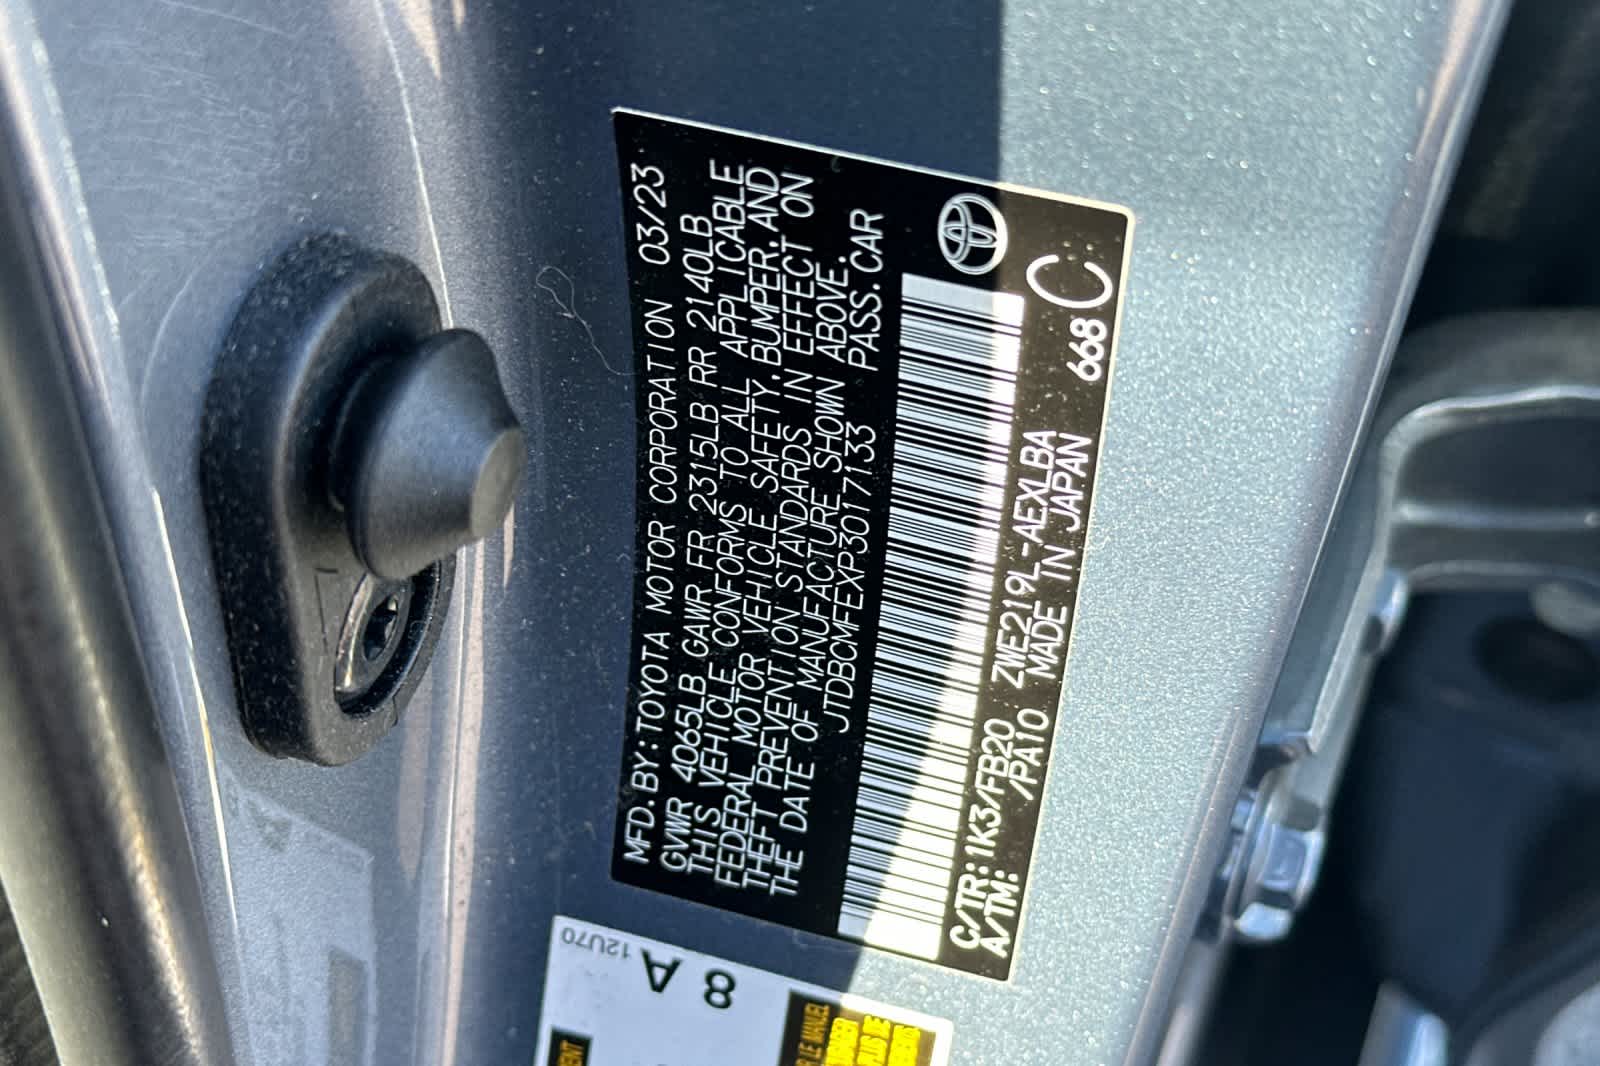 MFD. BY: TOYOTA MOTOR CORPORATION 03/23
GVWR 4065LB GAWR FR 2315LB RR 2140LB
THIS VEHICLE CONFORMS TO ALL APPLICABLE
FEDERAL MOTOR VEHICLE SAFETY, BUMPER, AND
THEFT PREVENTION STANDARDS IN EFFECT ON
THE DATE OF MANUFACTURE SHOWN ABOVE.
JTDBCMFEXP3017133 PASS. CAR
C/TR: 1K3/FB20 ZWE219L-AEXLBA 668 C
A/TM: /PA10 MADE IN JAPAN
12U70
8 A